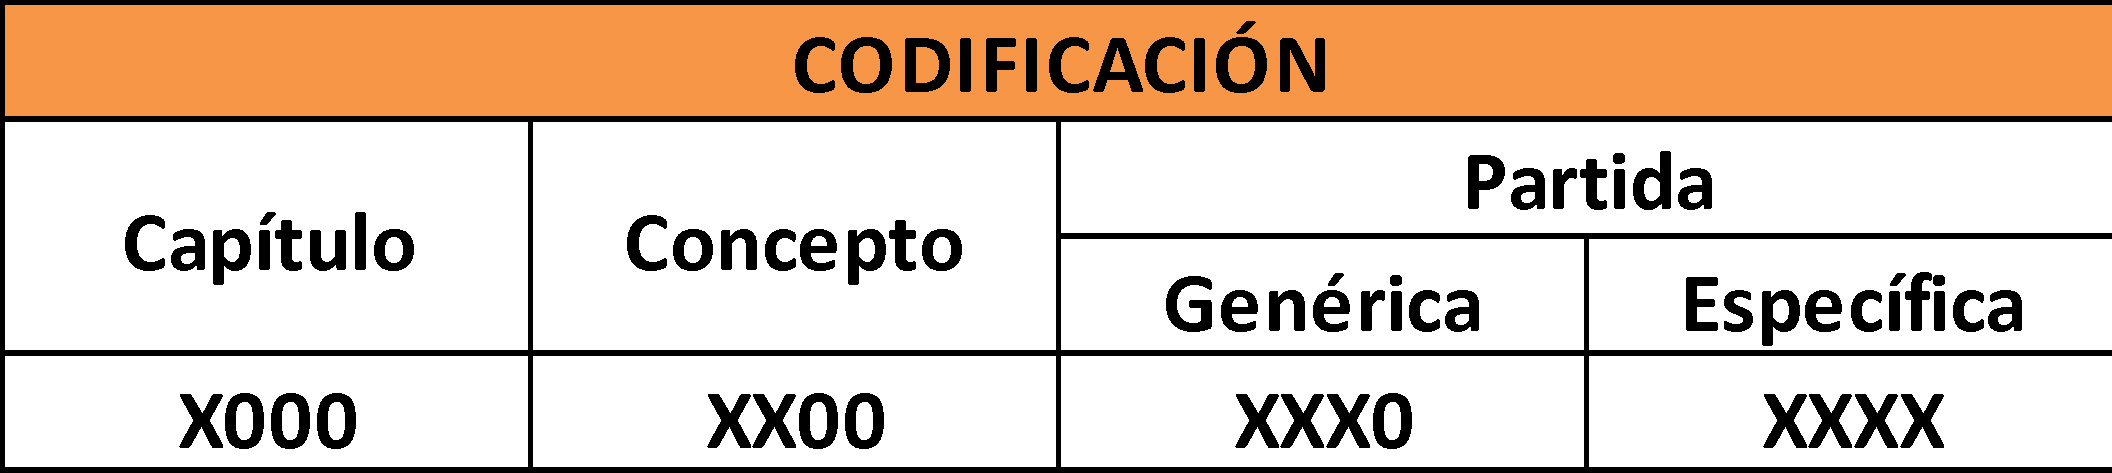 CODIFICACIÓN
Capítulo Concepto Partida
Genérica Específica
X000 XX00 XXX0 XXXX